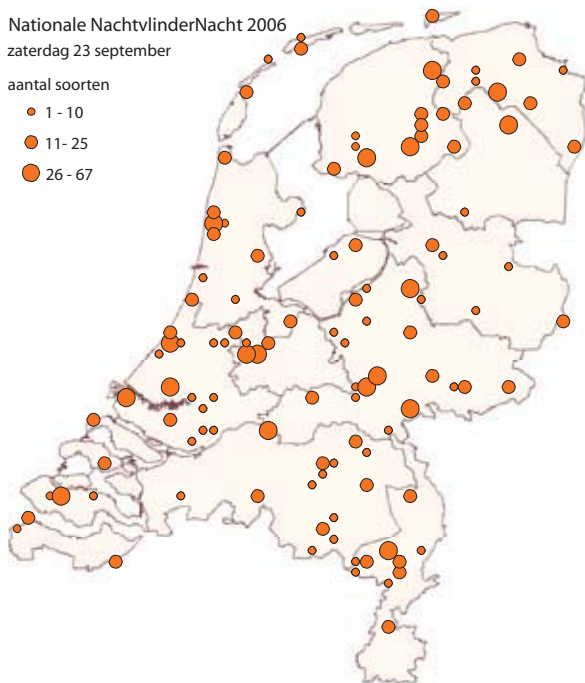 Nationale NachtvlinderNacht 2006
zaterdag 23 september
aantal soorten
1 - 10
11- 25
26 - 67